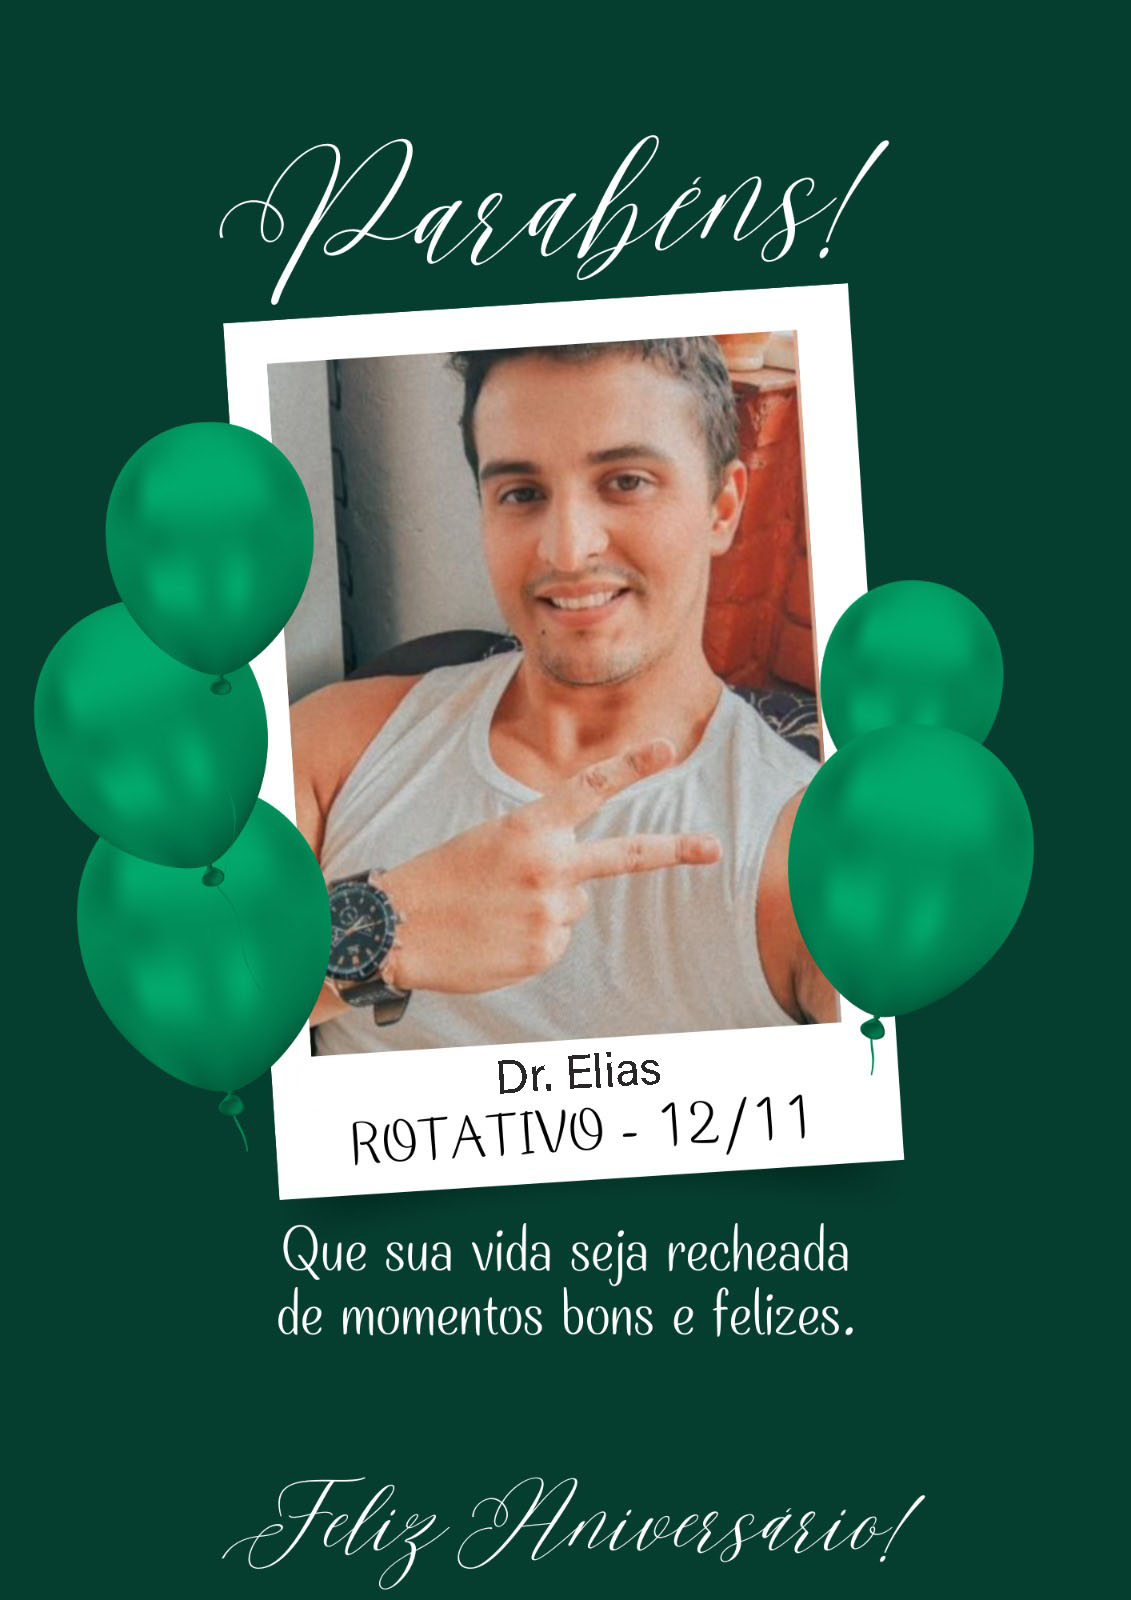 Parabéns!
Dr. Elias
ROTATIVO - 12/11
Que sua vida seja recheada
de momentos bons e felizes.
Feliz Aniversário!